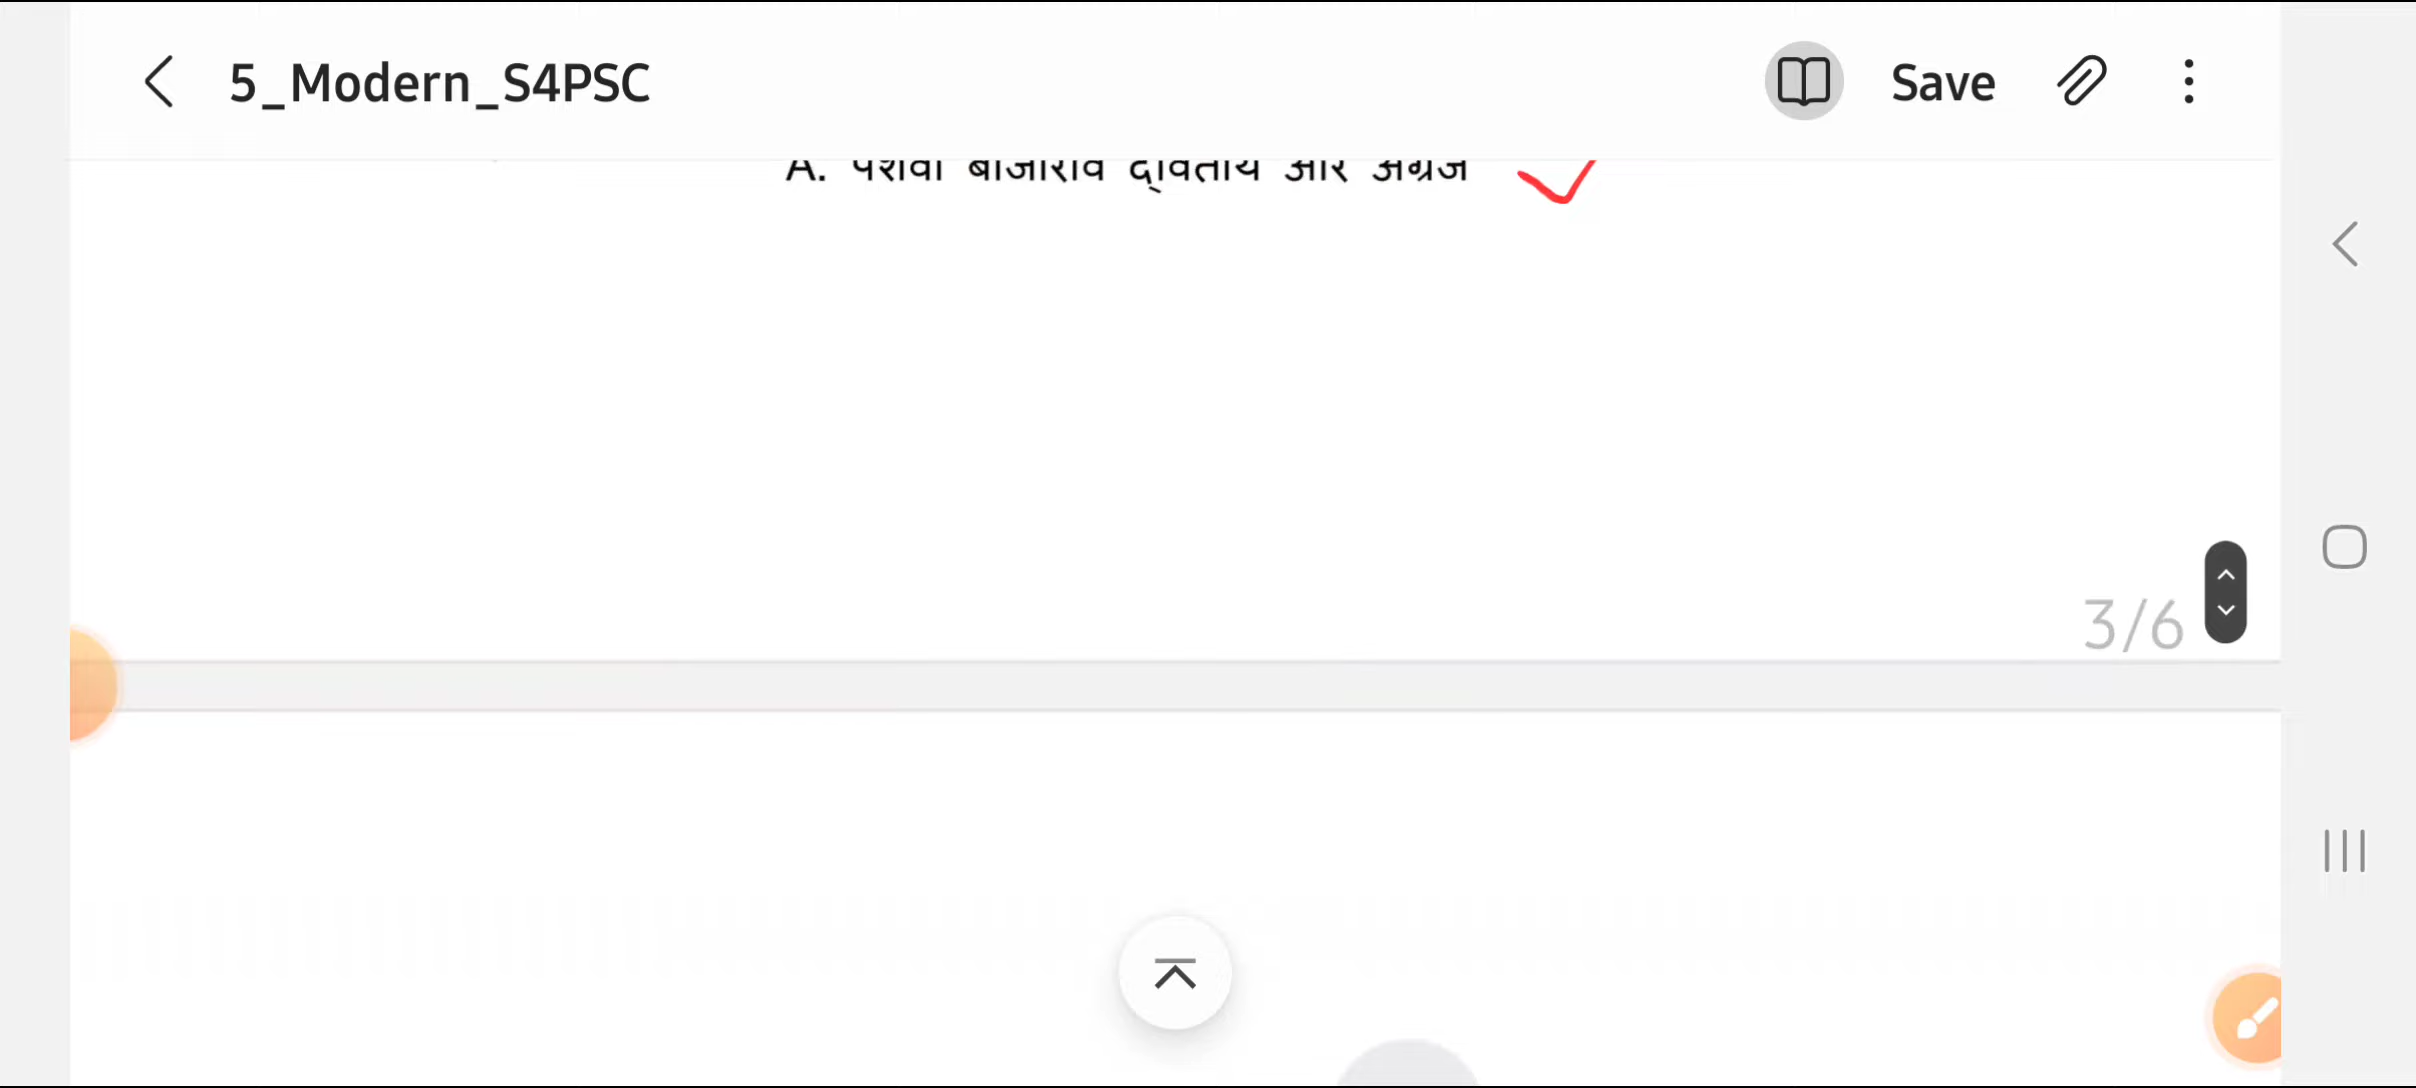 5_Modern_S4PSC
Save
A. पेशवा बाजीराव द्वितीय और अंग्रेज
3/6